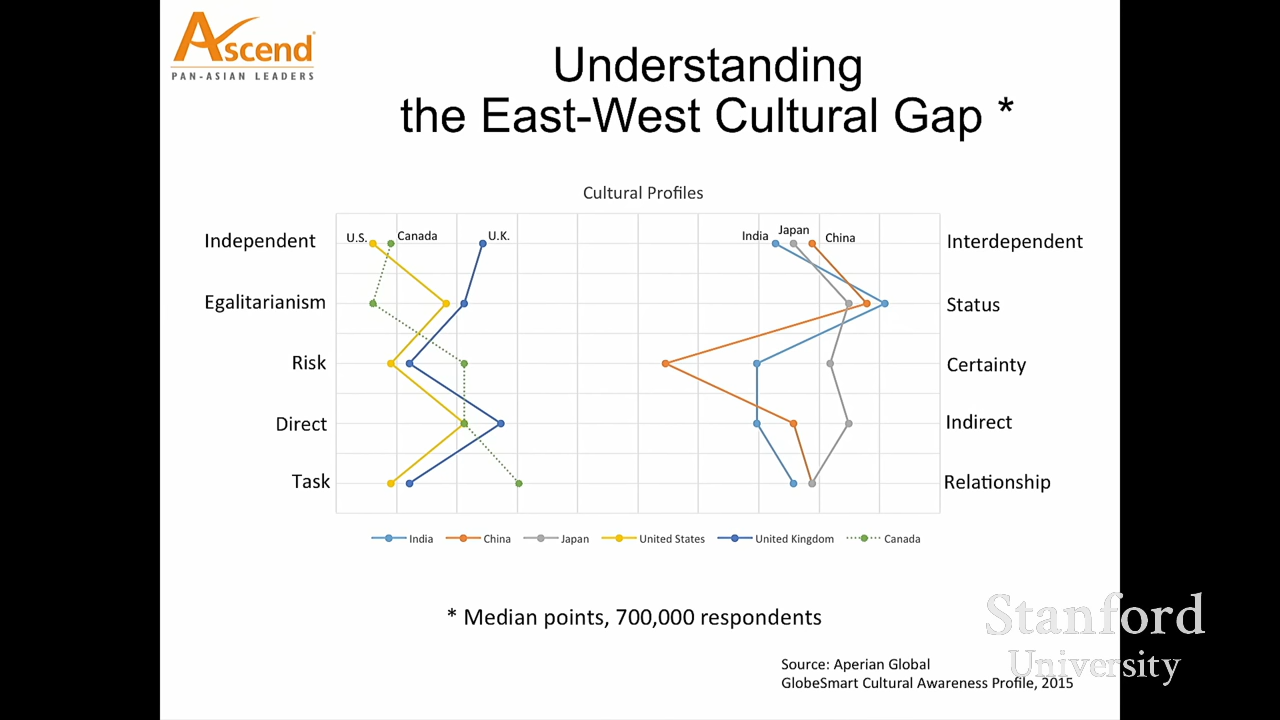 Ascend
PAN-ASIAN LEADERS
Understanding
the East-West Cultural Gap *
Cultural Profiles
Independent
U.S.
Canada
U.K.
India
Japan
China
Interdependent
Egalitarianism
Status
Risk
Certainty
Direct
Indirect
Task
Relationship
India
China
Japan
United States
United Kingdom
Canada
* Median points, 700,000 respondents
Stanford
University
Source: Aperian Global
GlobeSmart Cultural Awareness Profile, 2015